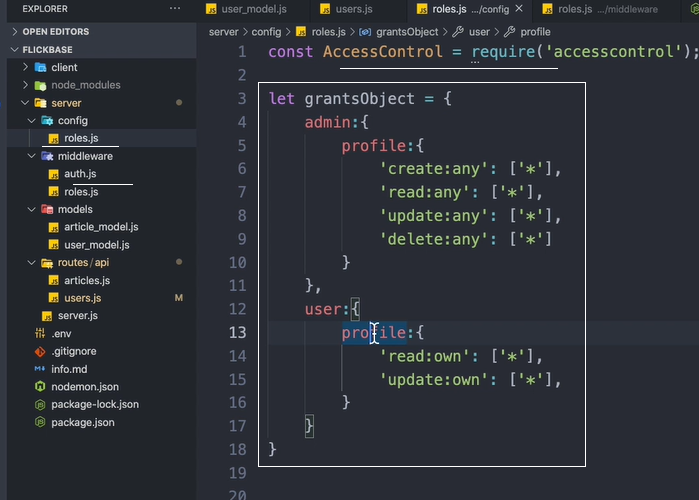 EXPLORER ...
OPEN EDITORS
FLICKBASE
client
node_modules
server
config
roles.js
middleware
auth.js
roles.js
models
article_model.js
user_model.js
routes/api
articles.js
users.js M
server.js
.env
.gitignore
info.md
nodemon.json
package-lock.json
package.json
JS user_model.js JS users.js JS roles.js .../config × JS roles.js .../middleware
server > config > JS roles.js > grantsObject > user > profile
1 const AccessControl = require('accesscontrol');
2
3 let grantsObject = {
4 admin:{
5 profile:{
6 'create:any': ['*'],
7 'read:any': ['*'],
8 'update:any': ['*'],
9 'delete:any': ['*']
10 }
11 },
12 user:{
13 profile:{
14 'read:own': ['*'],
15 'update:own': ['*'],
16 }
17 }
18 }
19
20